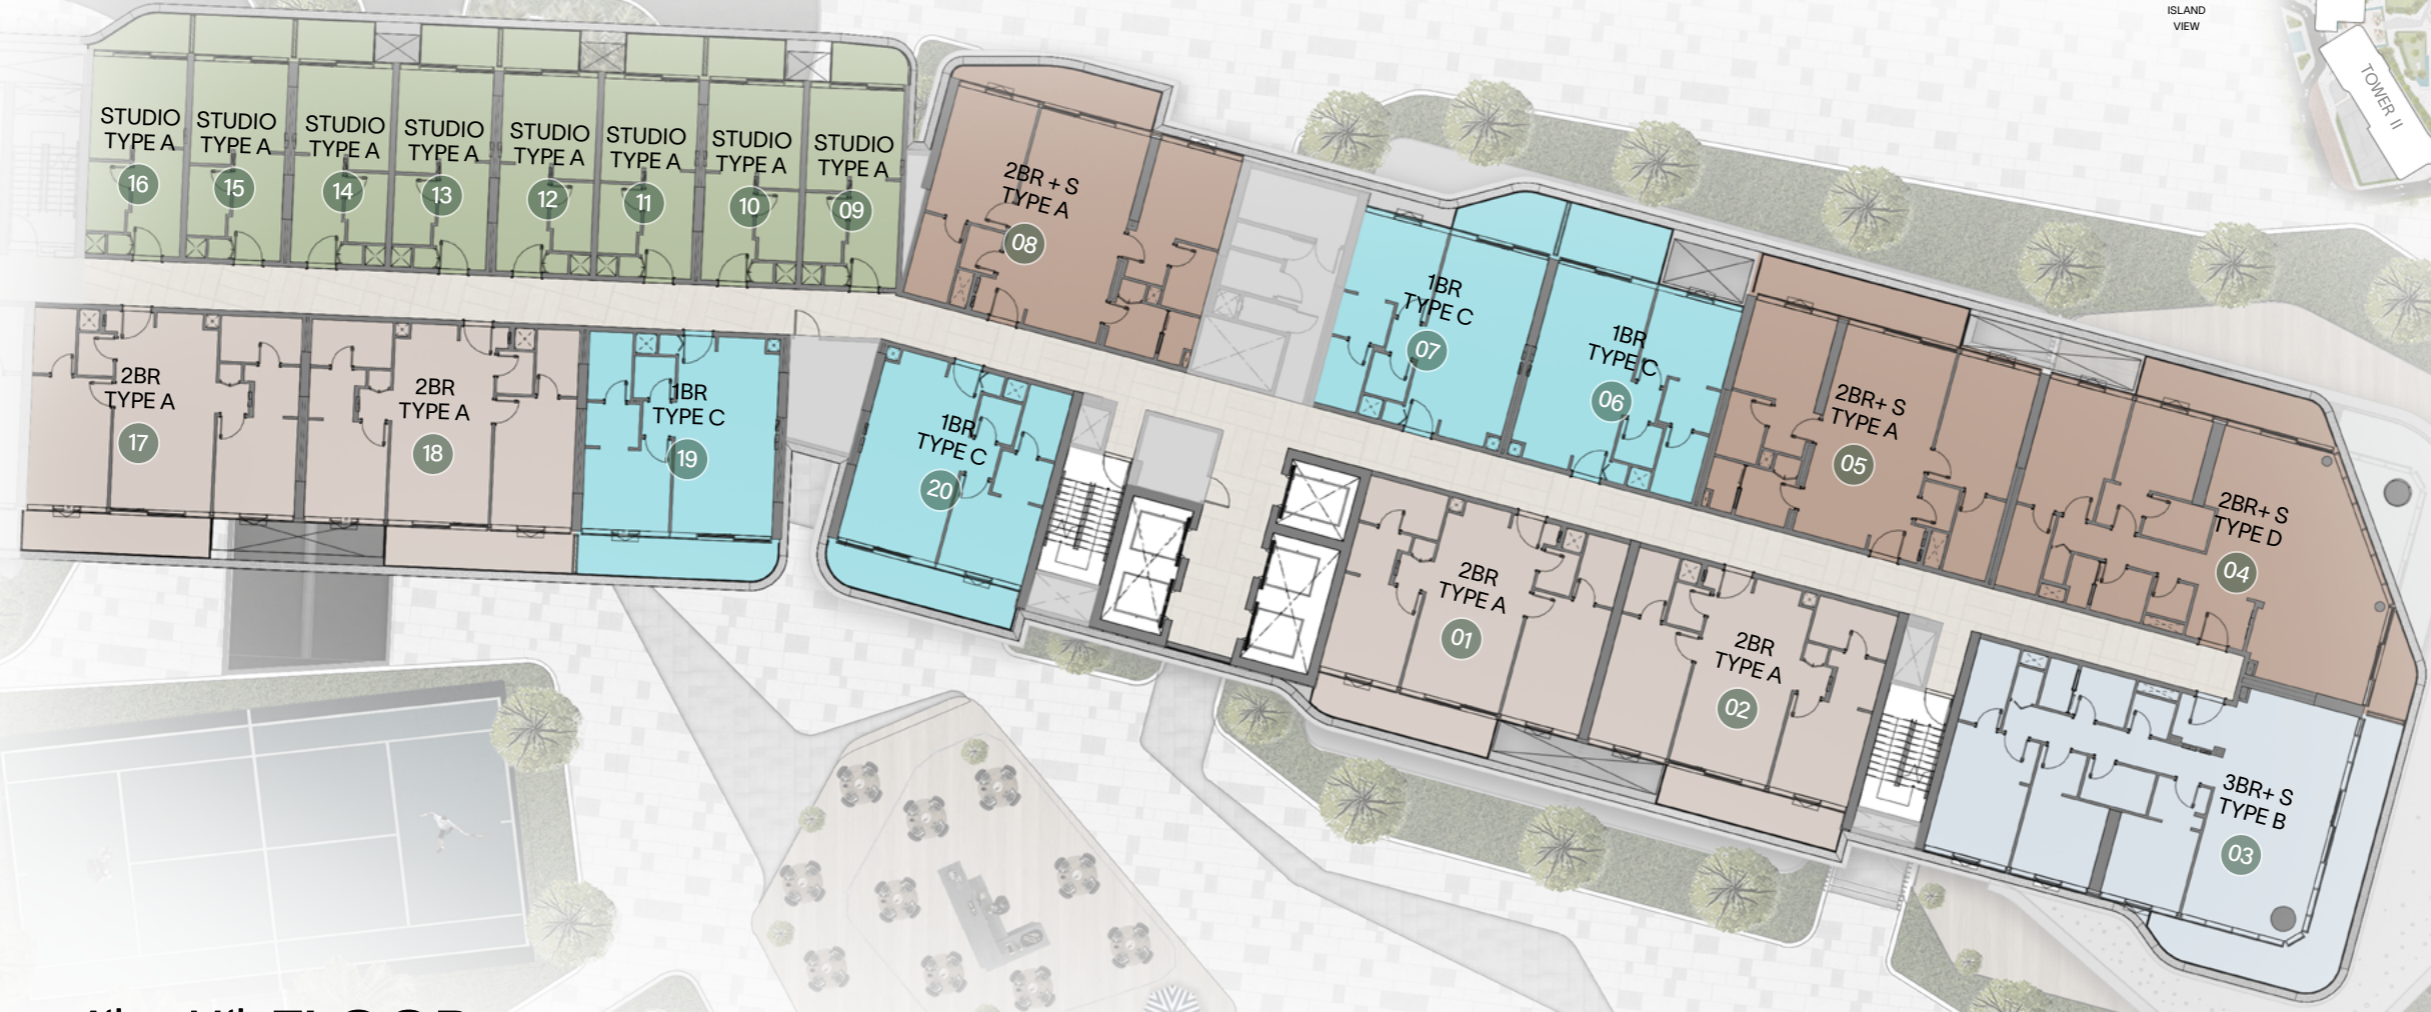 ISLAND
VIEW
TOWER II
STUDIO
TYPE A
16
STUDIO
TYPE A
15
STUDIO
TYPE A
14
STUDIO
TYPE A
13
STUDIO
TYPE A
12
STUDIO
TYPE A
11
STUDIO
TYPE A
10
STUDIO
TYPE A
09
2BR + S
TYPE A
08
1BR
TYPE C
07
1BR
TYPE C
06
2BR+ S
TYPE A
05
2BR+ S
TYPE D
04
2BR
TYPE A
17
2BR
TYPE A
18
1BR
TYPE C
19
1BR
TYPE C
20
2BR
TYPE A
01
2BR
TYPE A
02
3BR+ S
TYPE B
03
FLOOR